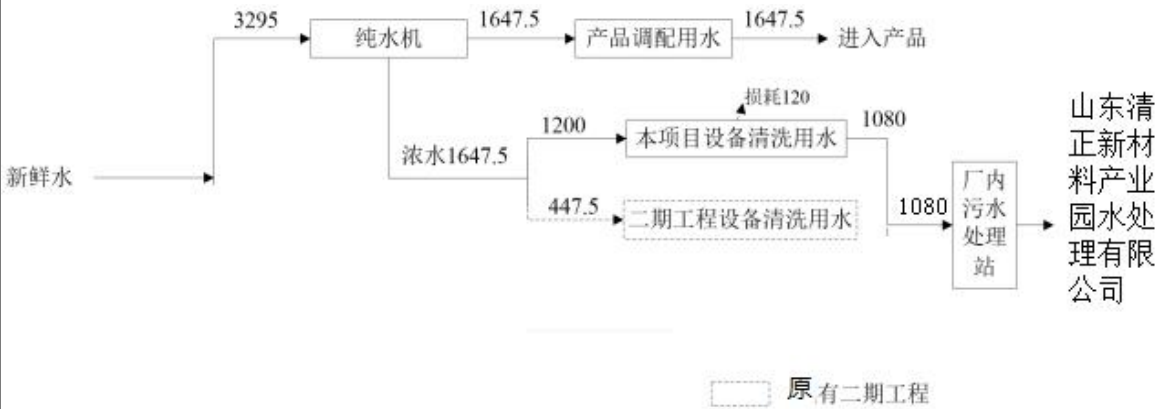 3295
纯水机
1647.5
产品调配用水
1647.5
进入产品
损耗120
1200
本项目设备清洗用水
1080
浓水1647.5
新鲜水
447.5
二期工程设备清洗用水
1080
厂内
污水
处理
站
山东清
正新材
料产业
园水处
理有限
公司
原有二期工程